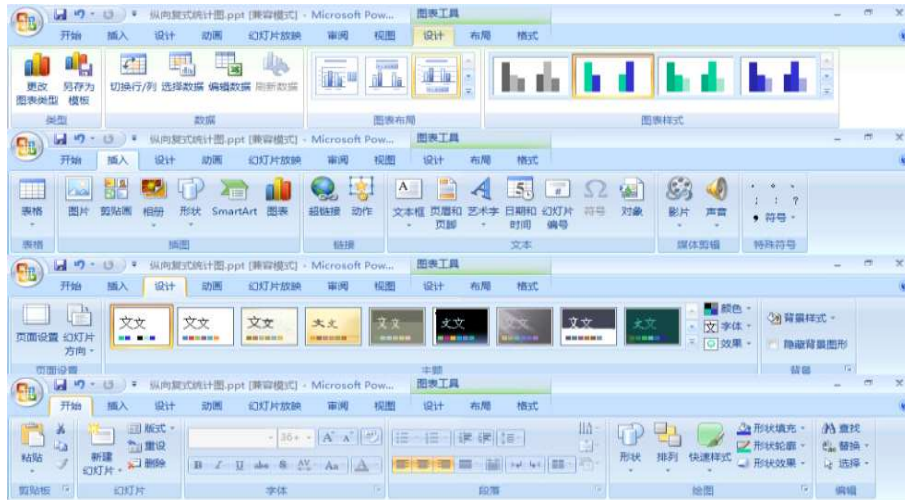 纵向复式统计图.ppt [兼容模式] - Microsoft Pow... 图表工具
开始 插入 设计 动画 幻灯片放映 审阅 视图 设计 布局 格式
更改图表类型 另存为模板 切换行/列 选择数据 编辑数据 刷新数据
类型 数据 图表布局 图表样式
纵向复式统计图.ppt [兼容模式] - Microsoft Pow... 图表工具
开始 插入 设计 动画 幻灯片放映 审阅 视图 设计 布局 格式
表格 图片 剪贴画 相册 形状 SmartArt 图表 超链接 动作 文本框 页眉和页脚 艺术字 日期和时间 幻灯片编号 符号 对象 影片 声音 符号
表格 插图 链接 文本 媒体剪辑 特殊符号
纵向复式统计图.ppt [兼容模式] - Microsoft Pow... 图表工具
开始 插入 设计 动画 幻灯片放映 审阅 视图 设计 布局 格式
页面设置 幻灯片方向 文文 文文 文文 文文 文文 文文 文文 文文 文文 颜色 背景样式
文 字体
效果 隐藏背景图形
页面设置 主题 背景
纵向复式统计图.ppt [兼容模式] - Microsoft Pow... 图表工具
开始 插入 设计 动画 幻灯片放映 审阅 视图 设计 布局 格式
粘贴 新建幻灯片 版式 36+ A A 形状 排列 快速样式 形状填充 查找
重设 形状轮廓 替换
删除 B I U abe S AV Aa A 形状效果 选择
剪贴板 幻灯片 字体 段落 绘图 编辑